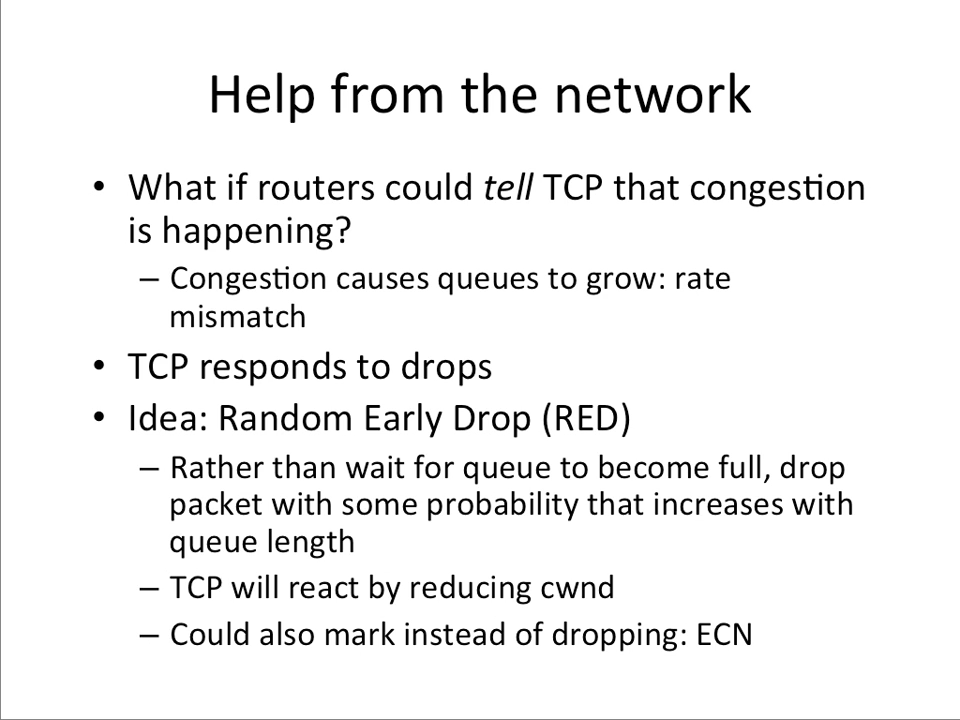 Help from the network
• What if routers could tell TCP that congestion
is happening?
– Congestion causes queues to grow: rate
mismatch
• TCP responds to drops
• Idea: Random Early Drop (RED)
– Rather than wait for queue to become full, drop
packet with some probability that increases with
queue length
– TCP will react by reducing cwnd
– Could also mark instead of dropping: ECN